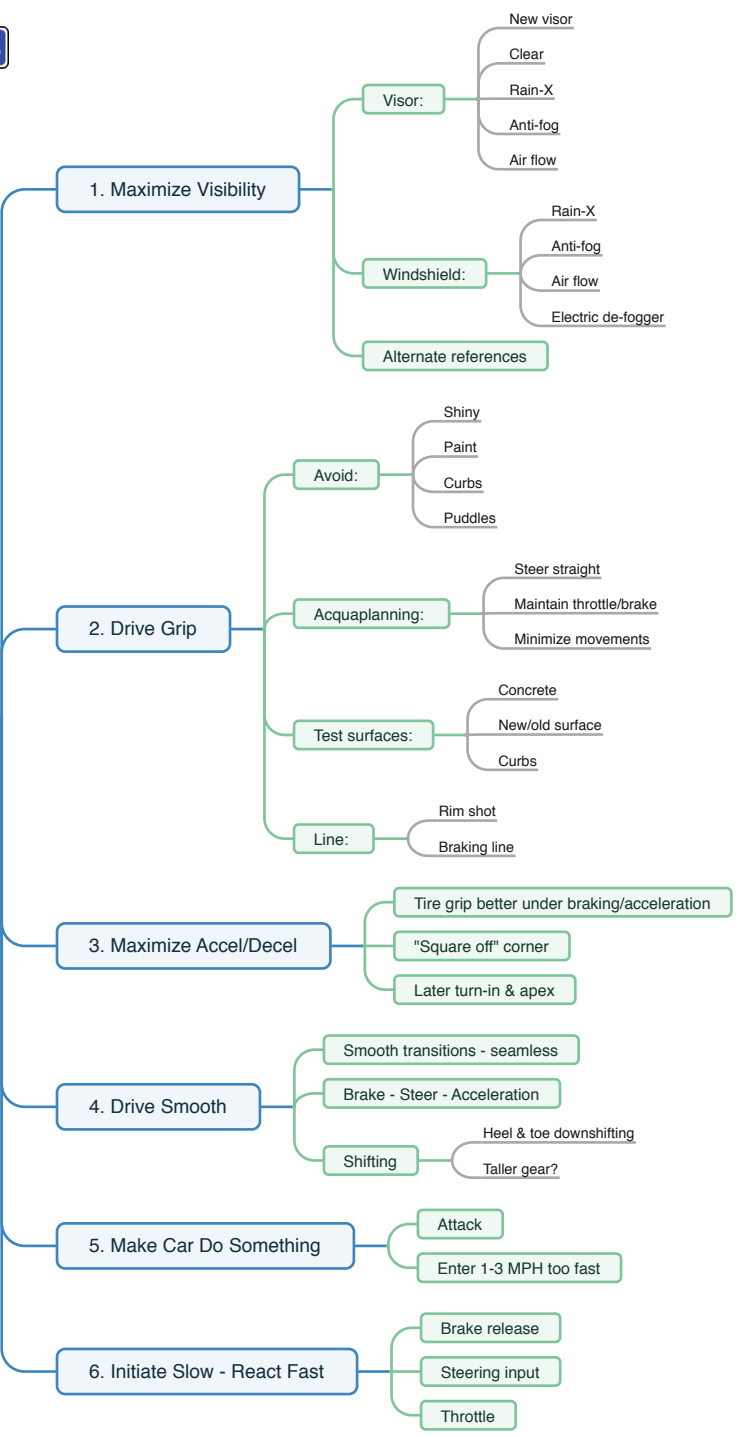 1. Maximize Visibility
Visor:
New visor
Clear
Rain-X
Anti-fog
Air flow
Windshield:
Rain-X
Anti-fog
Air flow
Electric de-fogger
Alternate references
2. Drive Grip
Avoid:
Shiny
Paint
Curbs
Puddles
Acquaplanning:
Steer straight
Maintain throttle/brake
Minimize movements
Test surfaces:
Concrete
New/old surface
Curbs
Line:
Rim shot
Braking line
3. Maximize Accel/Decel
Tire grip better under braking/acceleration
"Square off" corner
Later turn-in & apex
4. Drive Smooth
Smooth transitions - seamless
Brake - Steer - Acceleration
Shifting
Heel & toe downshifting
Taller gear?
5. Make Car Do Something
Attack
Enter 1-3 MPH too fast
6. Initiate Slow - React Fast
Brake release
Steering input
Throttle